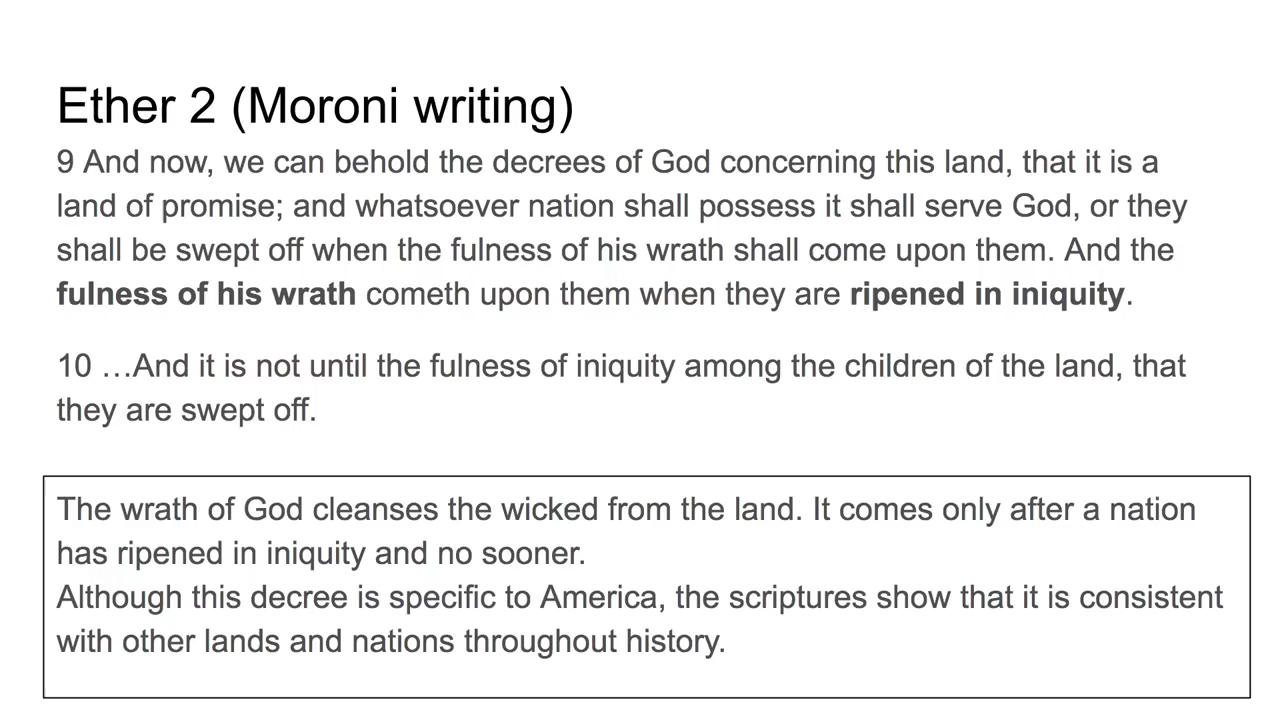 Ether 2 (Moroni writing)
9 And now, we can behold the decrees of God concerning this land, that it is a
land of promise; and whatsoever nation shall possess it shall serve God, or they
shall be swept off when the fulness of his wrath shall come upon them. And the
fulness of his wrath cometh upon them when they are ripened in iniquity.
10 …And it is not until the fulness of iniquity among the children of the land, that
they are swept off.
The wrath of God cleanses the wicked from the land. It comes only after a nation
has ripened in iniquity and no sooner.
Although this decree is specific to America, the scriptures show that it is consistent
with other lands and nations throughout history.